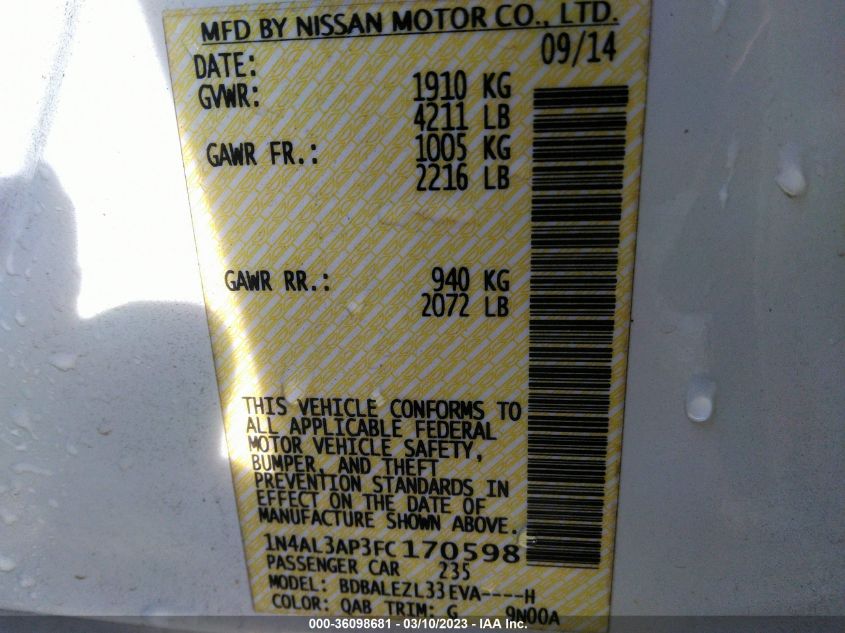 MFD BY NISSAN MOTOR CO., LTD.
DATE: 09/14
GVWR: 1910 KG
4211 LB
GAWR FR.: 1005 KG
2216 LB
GAWR RR.: 940 KG
2072 LB
THIS VEHICLE CONFORMS TO
ALL APPLICABLE FEDERAL
MOTOR VEHICLE SAFETY,
BUMPER, AND THEFT
PREVENTION STANDARDS IN
EFFECT ON THE DATE OF
MANUFACTURE SHOWN ABOVE.
1N4AL3AP3FC170598
PASSENGER CAR 235
MODEL: BDBALEZL33EVA----H
COLOR: QAB TRIM: G 9N00A
000-36098681 - 03/10/2023 - IAA Inc.